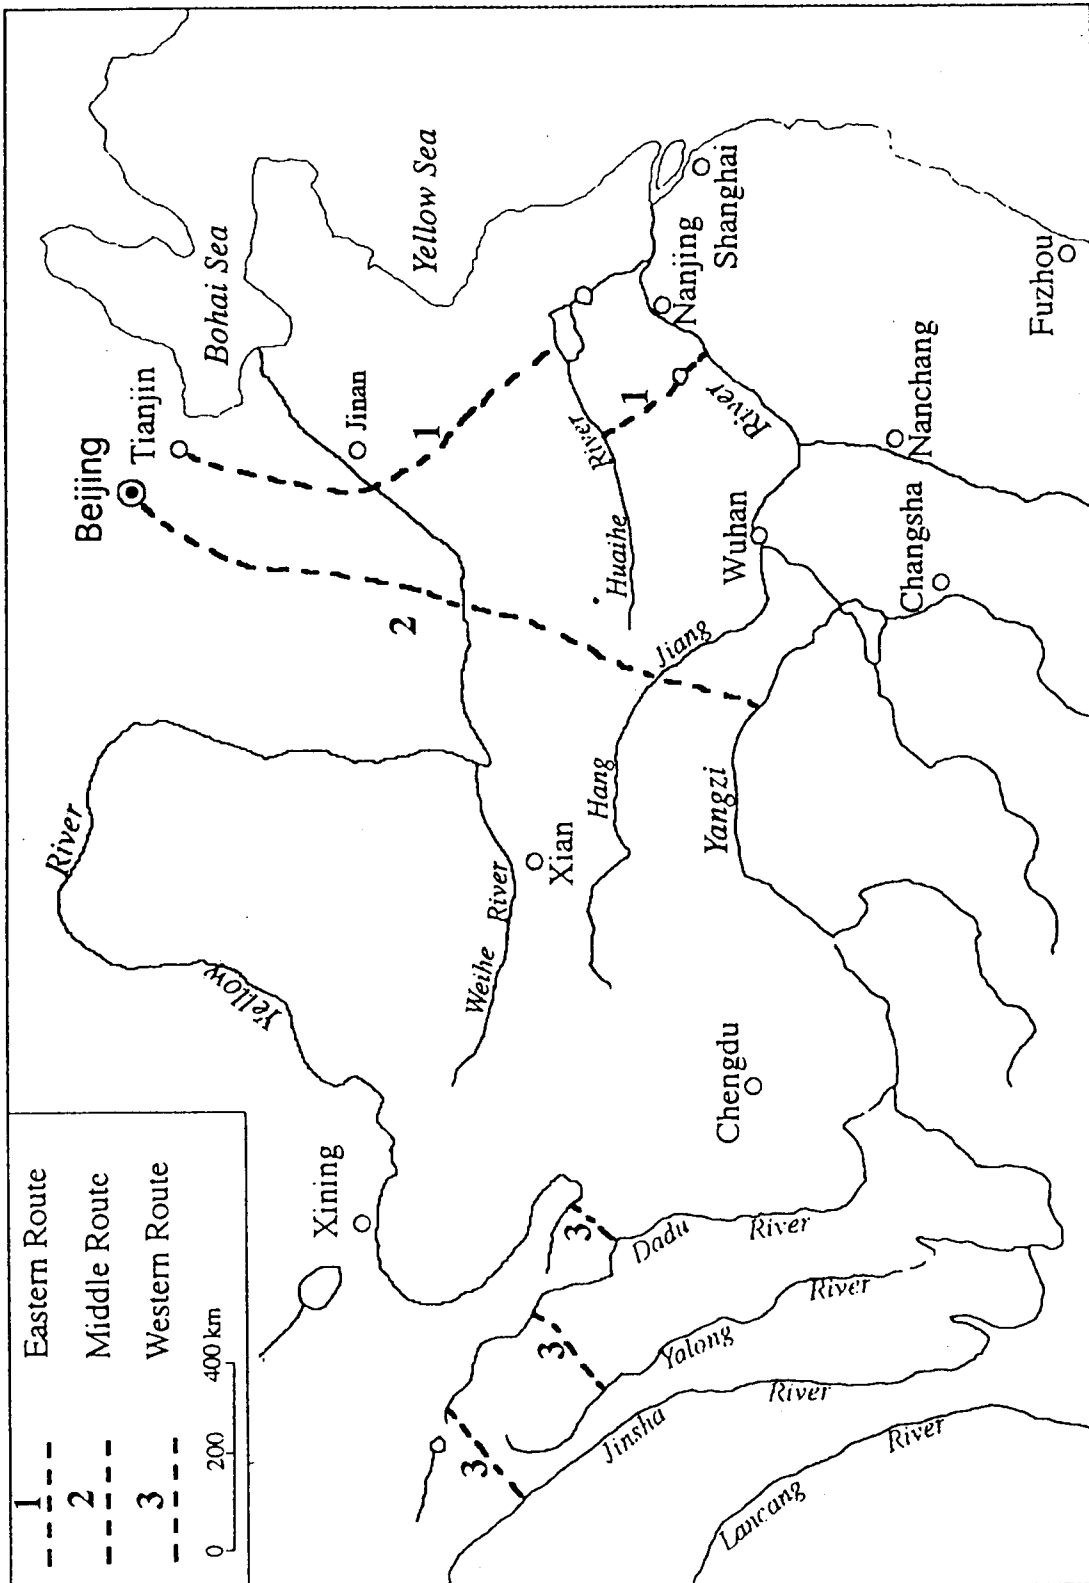 1
Eastern Route
2
Middle Route
3
Western Route
0
200
400 km
Beijing
Tianjin
Bohai Sea
Yellow Sea
Jinan
River
Yellow
Xining
1
2
Weihe
River
Xian
Huaihe
River
1
Nanjing
Shanghai
Hang
Jiang
Wuhan
River
Yangzi
Chengdu
Changsha
Nanchang
Fuzhou
3
3
3
Dadu
River
Yalong
River
Jinsha
River
Lancang
River